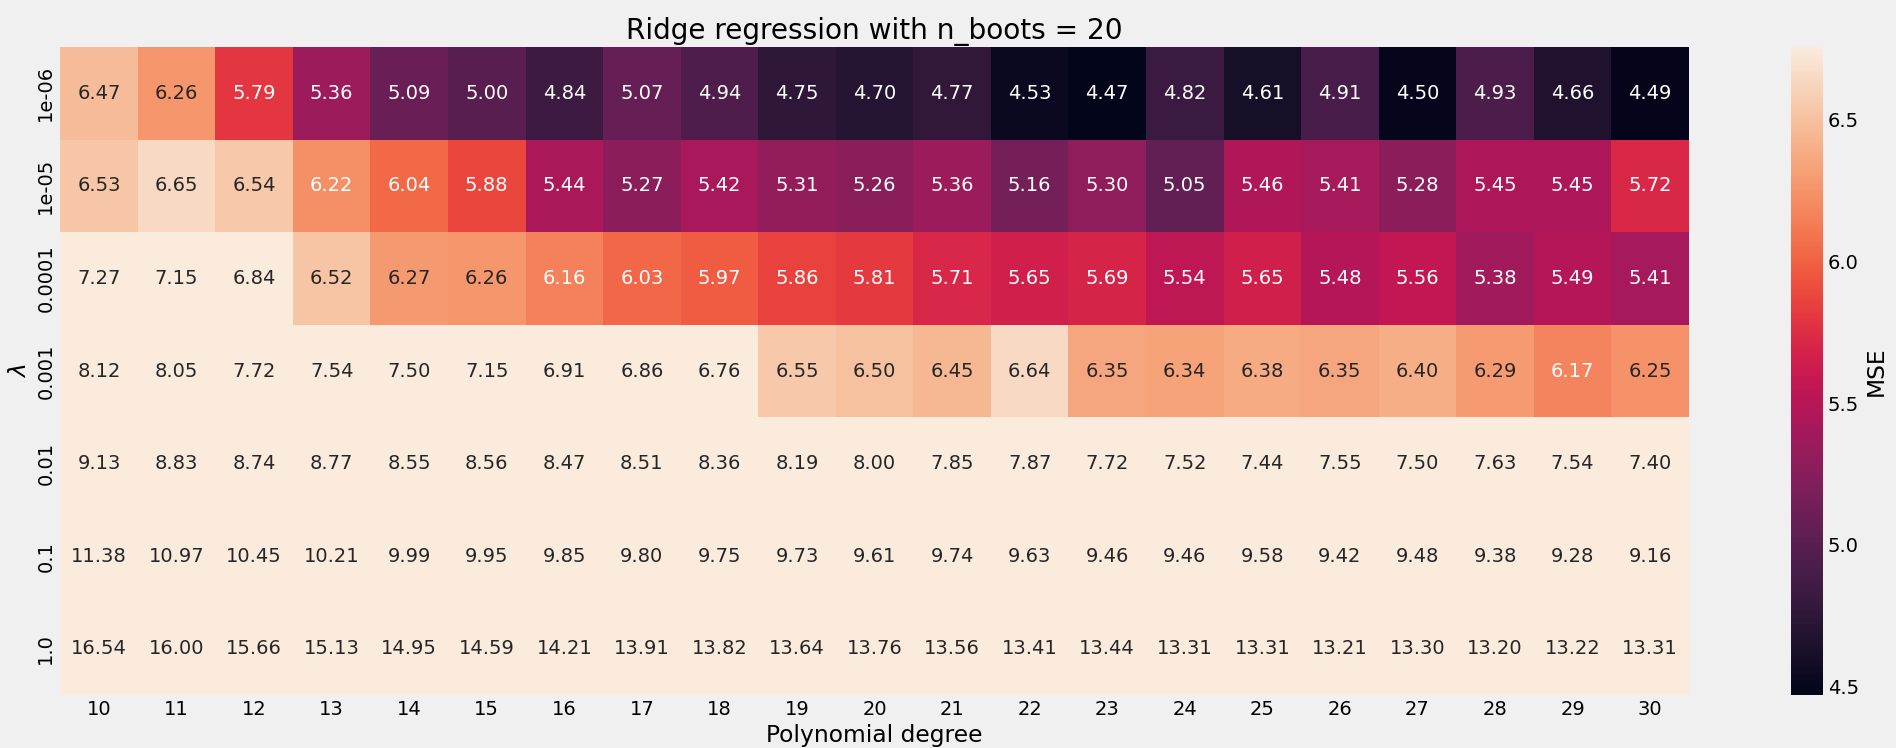 Ridge regression with n_boots = 20
1e-06 6.47 6.26 5.79 5.36 5.09 5.00 4.84 5.07 4.94 4.75 4.70 4.77 4.53 4.47 4.82 4.61 4.91 4.50 4.93 4.66 4.49
1e-05 6.53 6.65 6.54 6.22 6.04 5.88 5.44 5.27 5.42 5.31 5.26 5.36 5.16 5.30 5.05 5.46 5.41 5.28 5.45 5.45 5.72
0.0001 7.27 7.15 6.84 6.52 6.27 6.26 6.16 6.03 5.97 5.86 5.81 5.71 5.65 5.69 5.54 5.65 5.48 5.56 5.38 5.49 5.41
λ
0.001 8.12 8.05 7.72 7.54 7.50 7.15 6.91 6.86 6.76 6.55 6.50 6.45 6.64 6.35 6.34 6.38 6.35 6.40 6.29 6.17 6.25
0.01 9.13 8.83 8.74 8.77 8.55 8.56 8.47 8.51 8.36 8.19 8.00 7.85 7.87 7.72 7.52 7.44 7.55 7.50 7.63 7.54 7.40
0.1 11.38 10.97 10.45 10.21 9.99 9.95 9.85 9.80 9.75 9.73 9.61 9.74 9.63 9.46 9.46 9.58 9.42 9.48 9.38 9.28 9.16
1.0 16.54 16.00 15.66 15.13 14.95 14.59 14.21 13.91 13.82 13.64 13.76 13.56 13.41 13.44 13.31 13.31 13.21 13.30 13.20 13.22 13.31
10 11 12 13 14 15 16 17 18 19 20 21 22 23 24 25 26 27 28 29 30
Polynomial degree
6.5
6.0
5.5
5.0
4.5
MSE